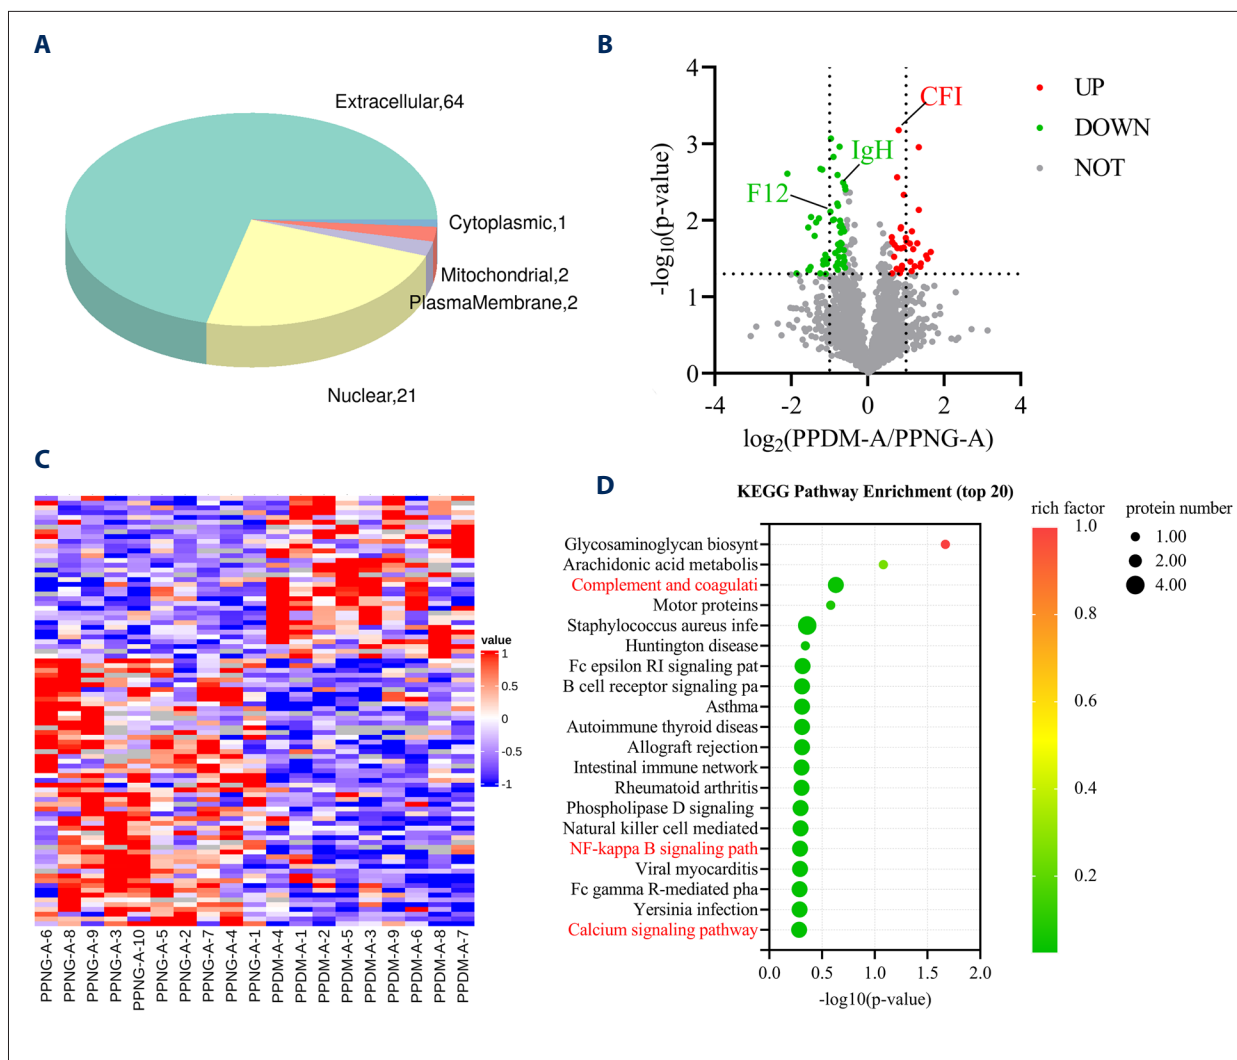 A
Extracellular,64
Cytoplasmic,1
Mitochondrial,2
PlasmaMembrane,2
Nuclear,21
B
-log10(p-value)
4
3
2
1
0
-4
-2
0
2
4
log2(PPDM-A/PPNG-A)
CFI
IgH
F12
UP
DOWN
NOT
C
value
1
0.5
0
-0.5
-1
PPNG-A-6
PPNG-A-8
PPNG-A-9
PPNG-A-3
PPNG-A-10
PPNG-A-5
PPNG-A-2
PPNG-A-7
PPNG-A-4
PPNG-A-1
PPDM-A-4
PPDM-A-1
PPDM-A-2
PPDM-A-5
PPDM-A-3
PPDM-A-9
PPDM-A-6
PPDM-A-8
PPDM-A-7
D
KEGG Pathway Enrichment (top 20)
Glycosaminoglycan biosynt
Arachidonic acid metabolis
Complement and coagulati
Motor proteins
Staphylococcus aureus infe
Huntington disease
Fc epsilon RI signaling pat
B cell receptor signaling pa
Asthma
Autoimmune thyroid diseas
Allograft rejection
Intestinal immune network
Rheumatoid arthritis
Phospholipase D signaling
Natural killer cell mediated
NF-kappa B signaling path
Viral myocarditis
Fc gamma R-mediated pha
Yersinia infection
Calcium signaling pathway
0.0
0.5
1.0
1.5
2.0
-log10(p-value)
rich factor
1.0
0.8
0.6
0.4
0.2
protein number
1.00
2.00
4.00